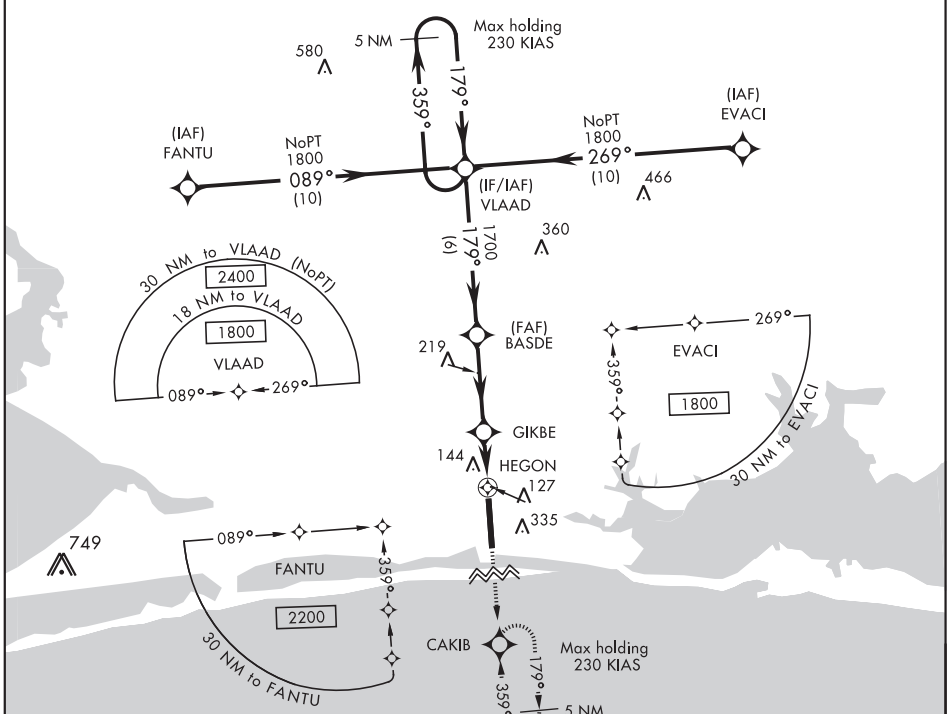 Max holding
230 KIAS
5 NM
580
359°
179°
(IAF)
FANTU
NoPT
1800
089°
(10)
(IAF)
EVACI
NoPT
1800
269°
(10)
466
(IF/IAF)
VLAAD
1700
179°
(6)
360
30 NM to VLAAD (NoPT)
2400
18 NM to VLAAD
1800
VLAAD
089°
269°
(FAF)
BASDE
219
269°
EVACI
359°
1800
30 NM to EVACI
GIKBE
144
HEGON
127
335
749
089°
FANTU
359°
2200
30 NM to FANTU
CAKIB
Max holding
230 KIAS
179°
359°
5 NM